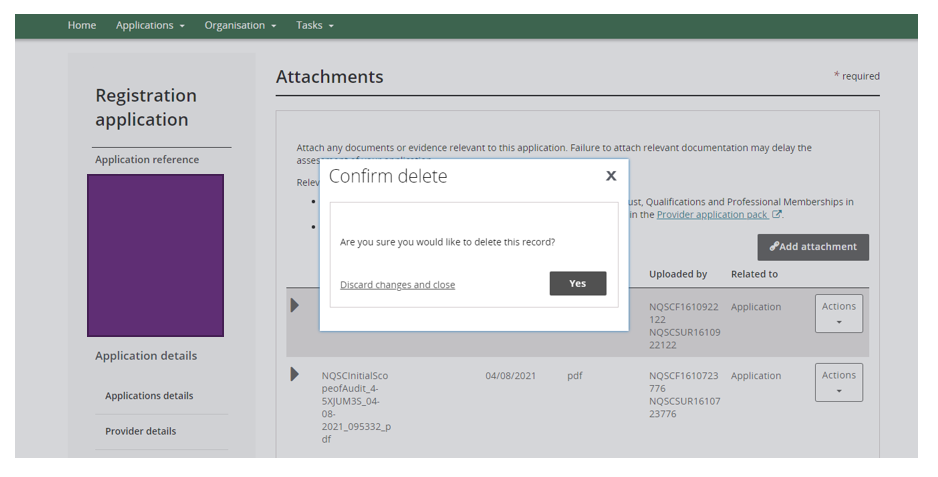 Home Applications Organisation Tasks
Registration
application
Application reference
Application details
Applications details
Provider details
Attachments
* required
Attach any documents or evidence relevant to this application. Failure to attach relevant documentation may delay the
Relev
ust, Qualifications and Professional Memberships in
in the Provider application pack
Add attachment
Confirm delete
X
Are you sure you would like to delete this record?
Discard changes and close
Yes
Uploaded by Related to
NQSCF1610922
122
NQSCSUR16109
22122
Application
Actions
NQSCInitialSco
peofAudit_4-
5XJUM3S_04-
08-
2021_095332_p
df
04/08/2021
pdf
NQSCF1610723
776
NQSCSUR16107
23776
Application
Actions